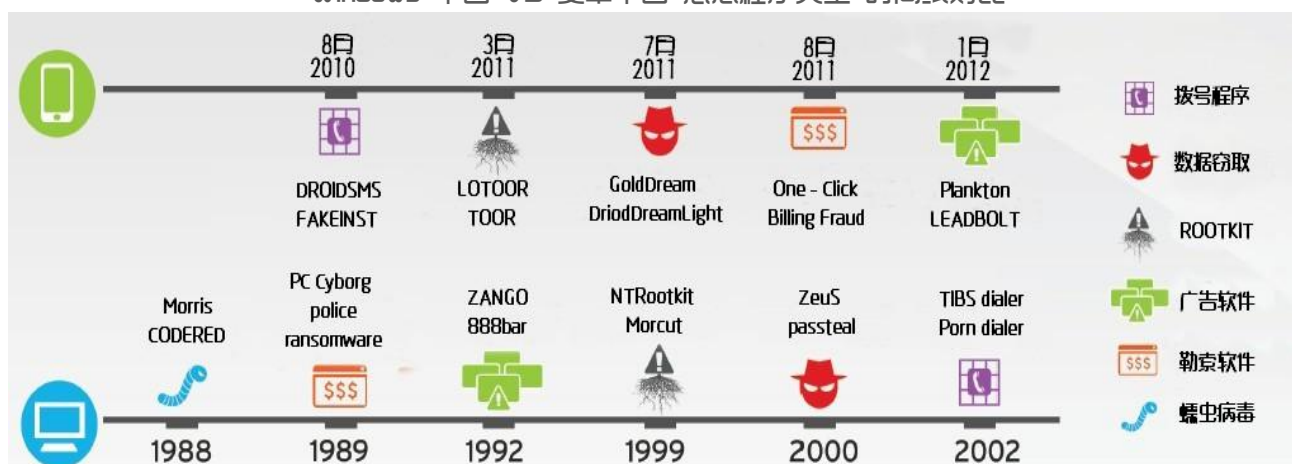 8月
2010
3月
2011
7月
2011
8月
2011
1月
2012
DROIDSMS
FAKEINST
LOTOOR
TOOR
GoldDream
DriodDreamLight
$$$
One - Click
Billing Fraud
Plankton
LEADBOLT
Morris
CODERED
PC Cyborg
police
ransomware
$$$
ZANGO
888bar
NTRootkit
Morcut
ZeuS
passteal
TIBS dialer
Porn dialer
1988
1989
1992
1999
2000
2002
拨号程序
数据窃取
ROOTKIT
广告软件
$$$
勒索软件
蠕虫病毒